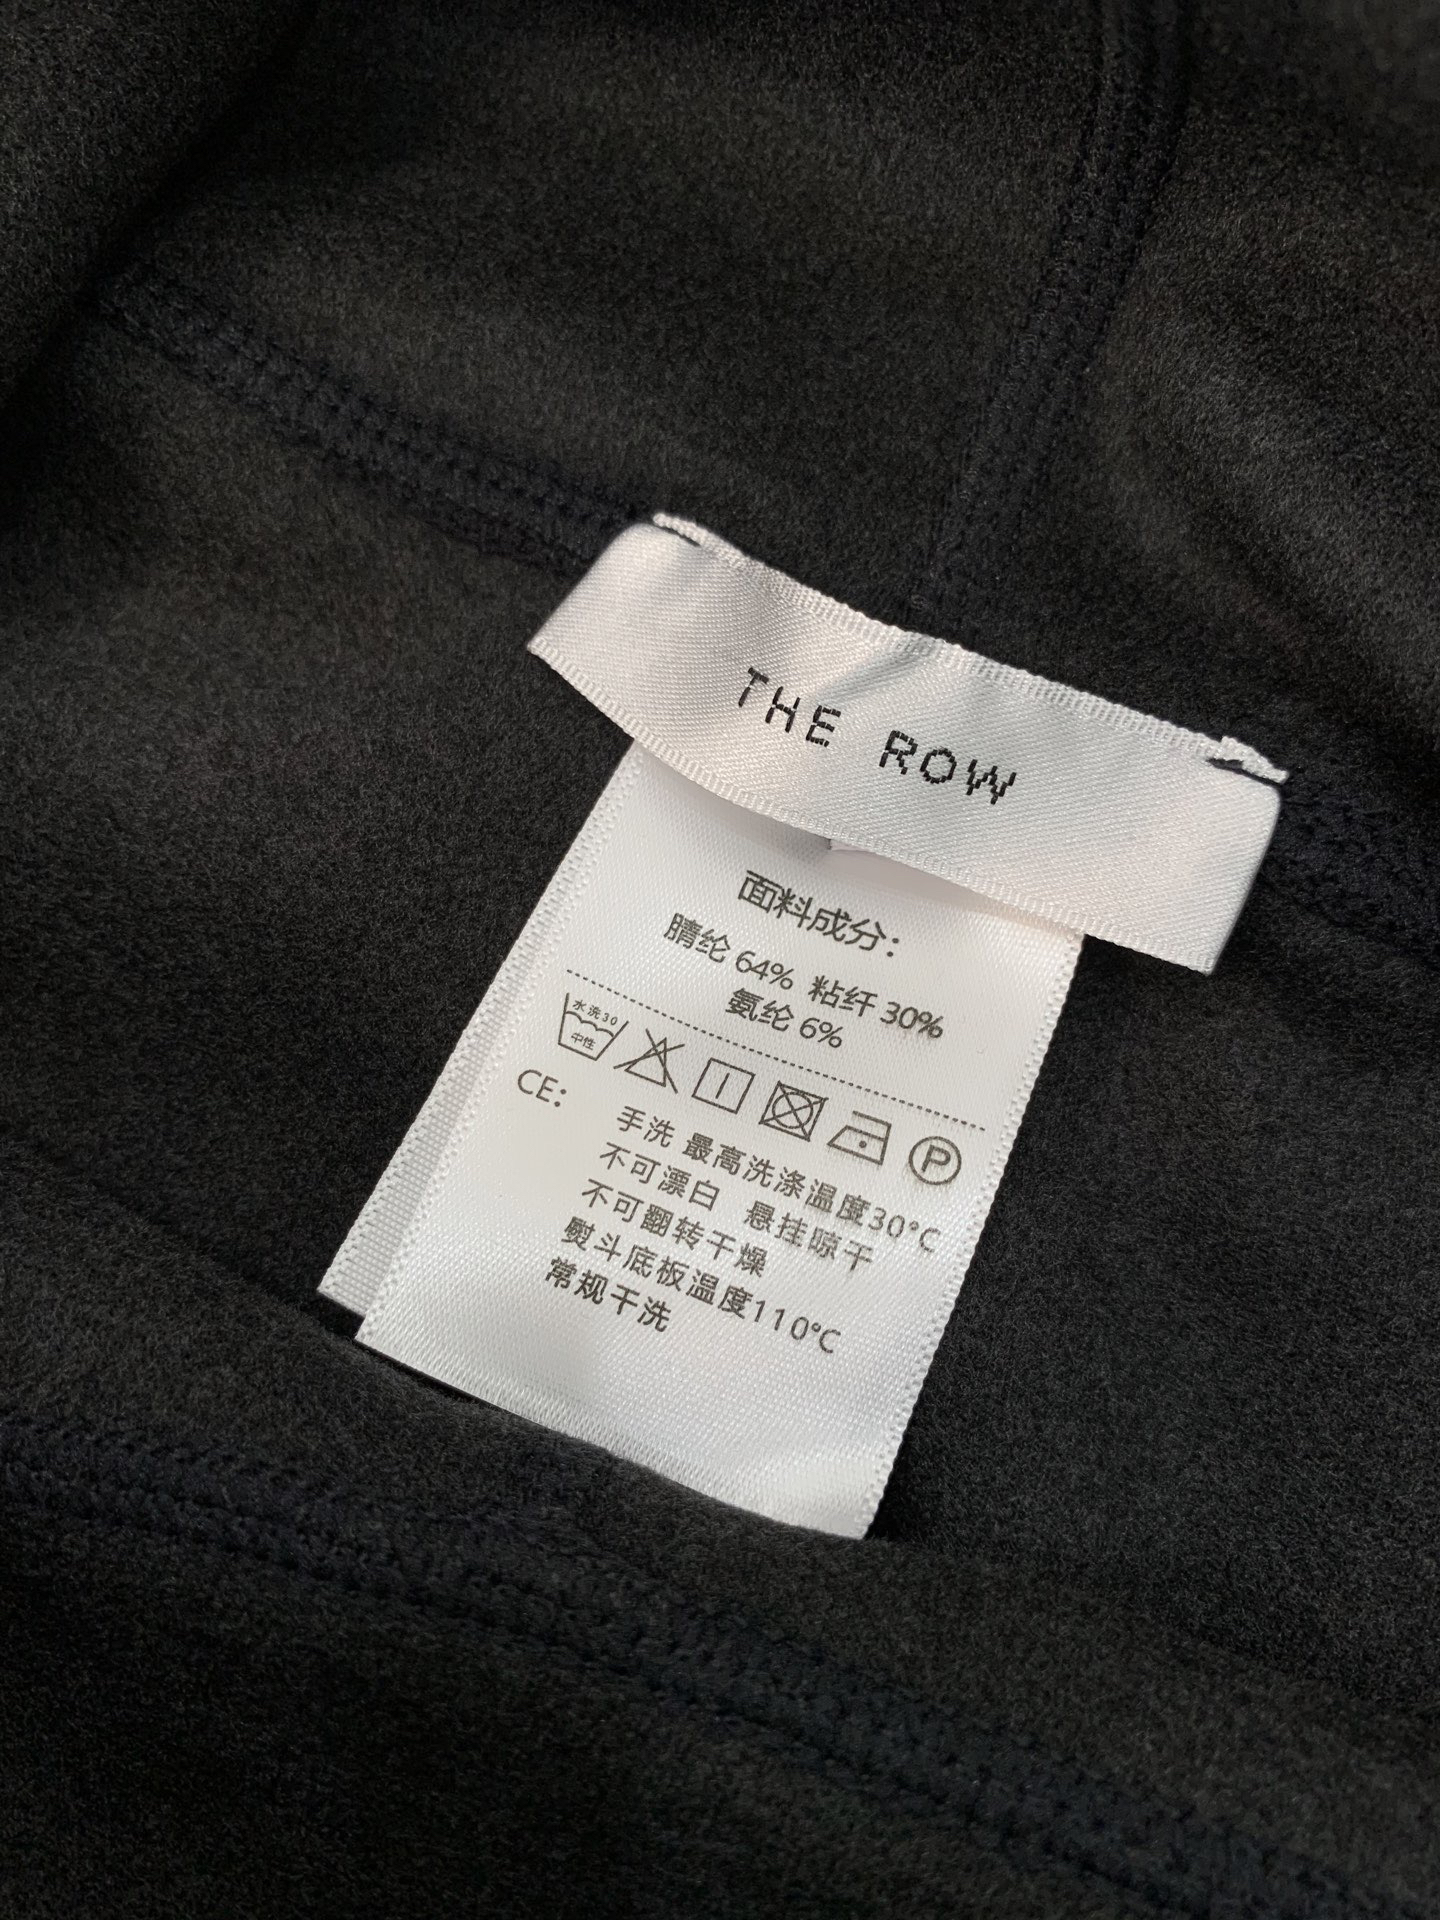 THE ROW
面料成分：
腈纶 64% 粘纤 30%
氨纶 6%
水洗30
中性
P
CE：
手洗 最高洗涤温度30°C
不可漂白 悬挂晾干
不可翻转干燥
熨斗底板温度110°C
常规干洗